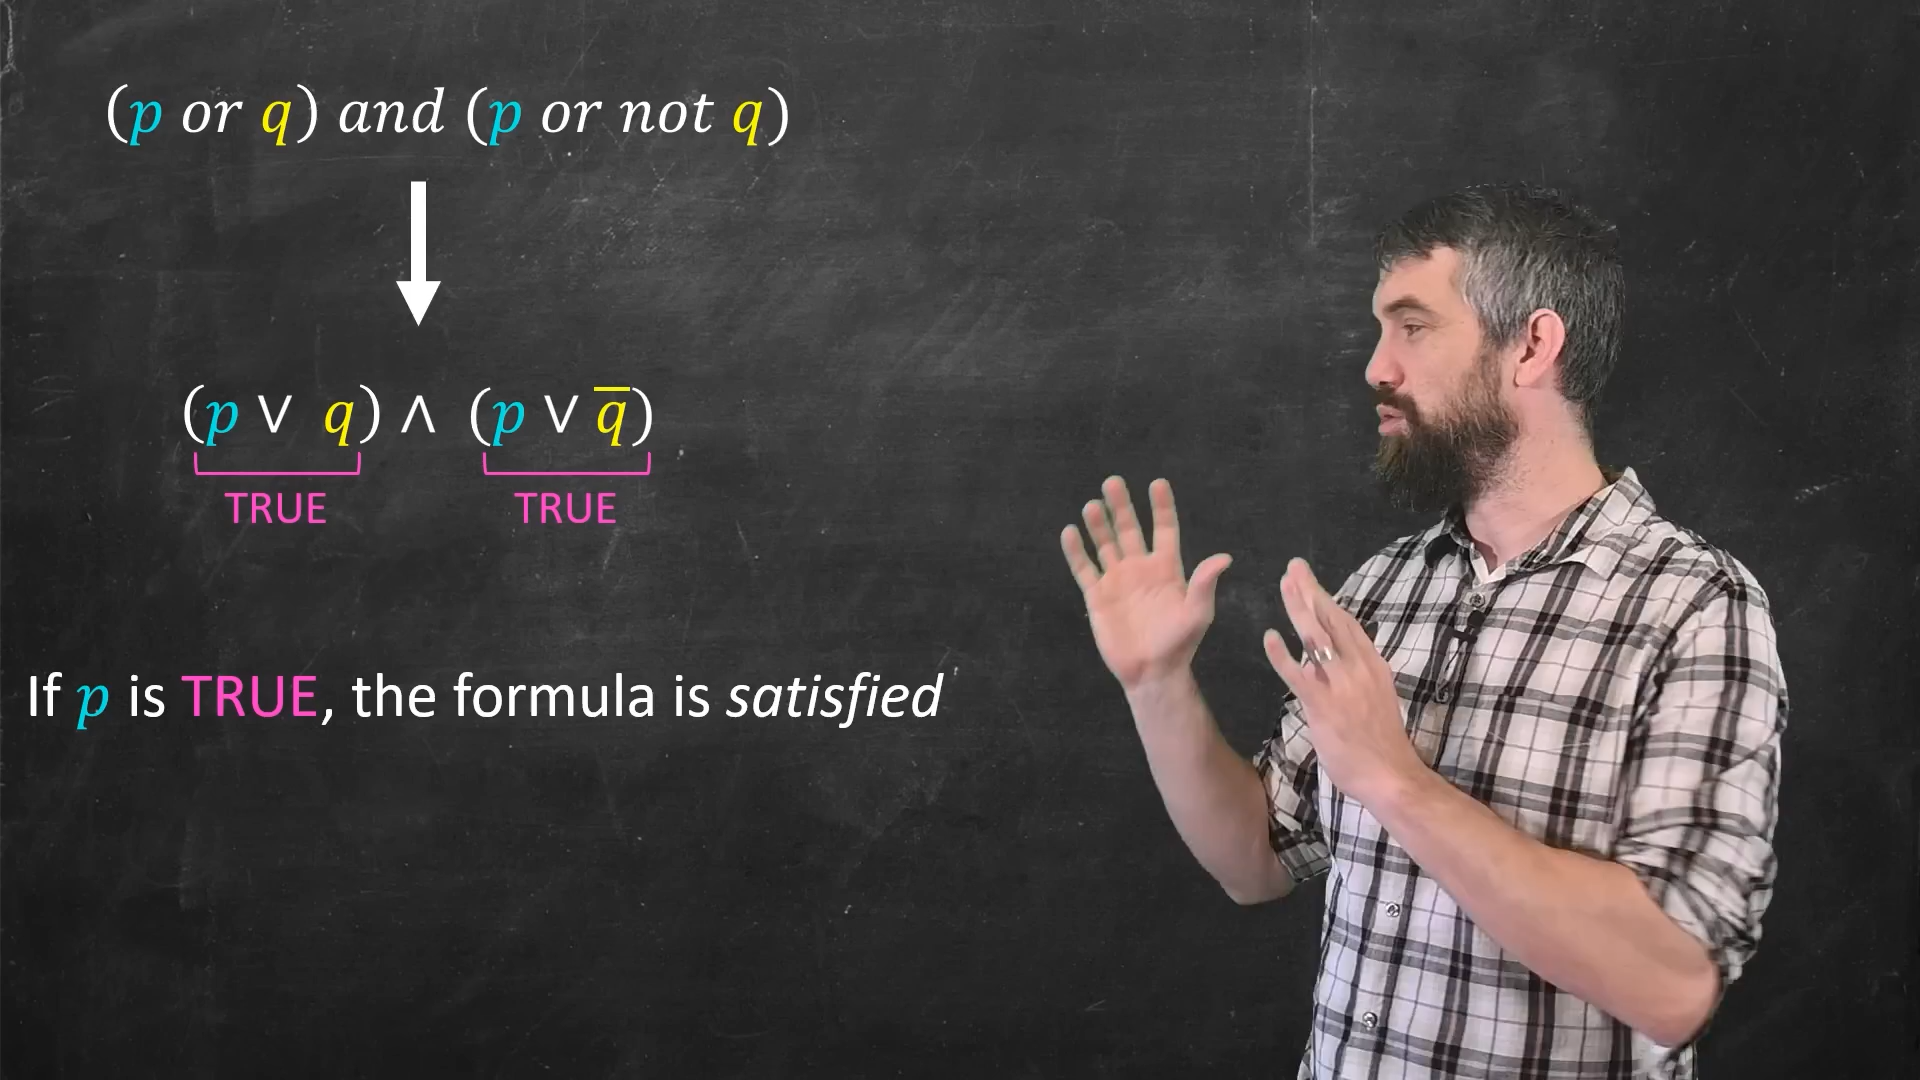 (p or q) and (p or not q)
(p ∨ q) ∧ (p ∨ q̅)
TRUE TRUE
If p is TRUE, the formula is satisfied